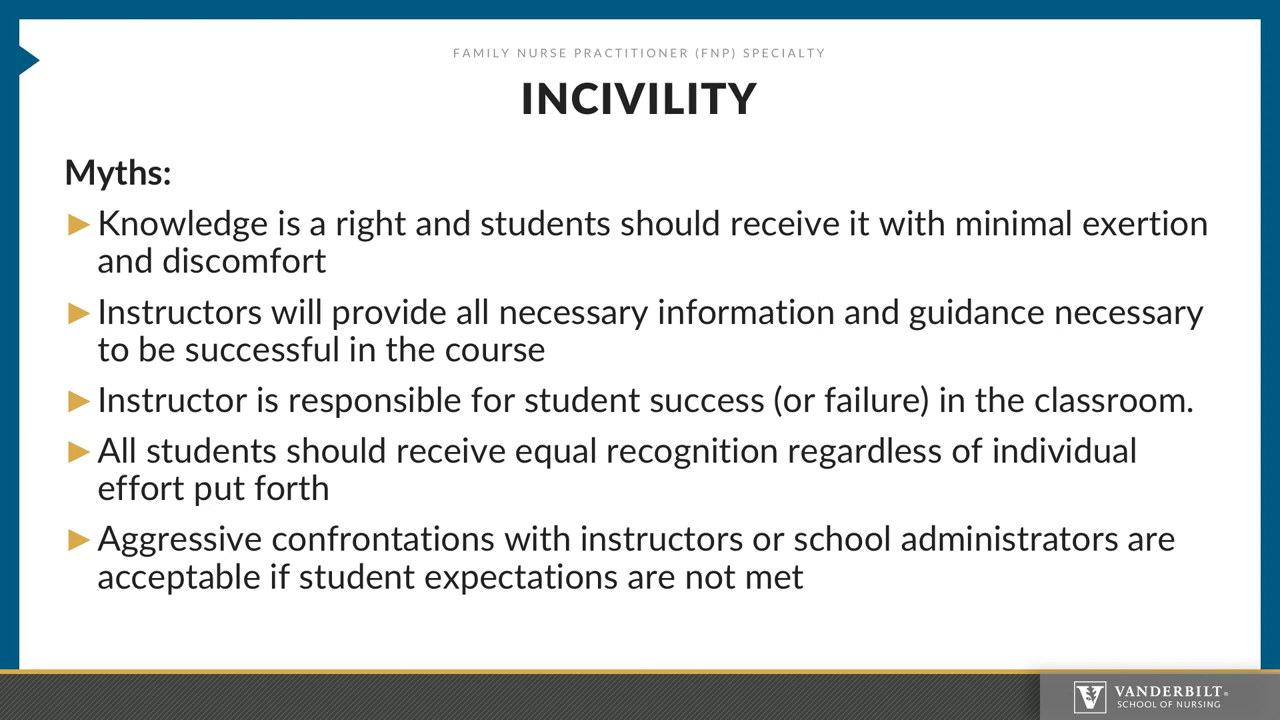 FAMILY NURSE PRACTITIONER (FNP) SPECIALTY
INCIVILITY
Myths:
►Knowledge is a right and students should receive it with minimal exertion
and discomfort
►Instructors will provide all necessary information and guidance necessary
to be successful in the course
►Instructor is responsible for student success (or failure) in the classroom.
►All students should receive equal recognition regardless of individual
effort put forth
►Aggressive confrontations with instructors or school administrators are
acceptable if student expectations are not met
V VANDERBILT®
SCHOOL OF NURSING